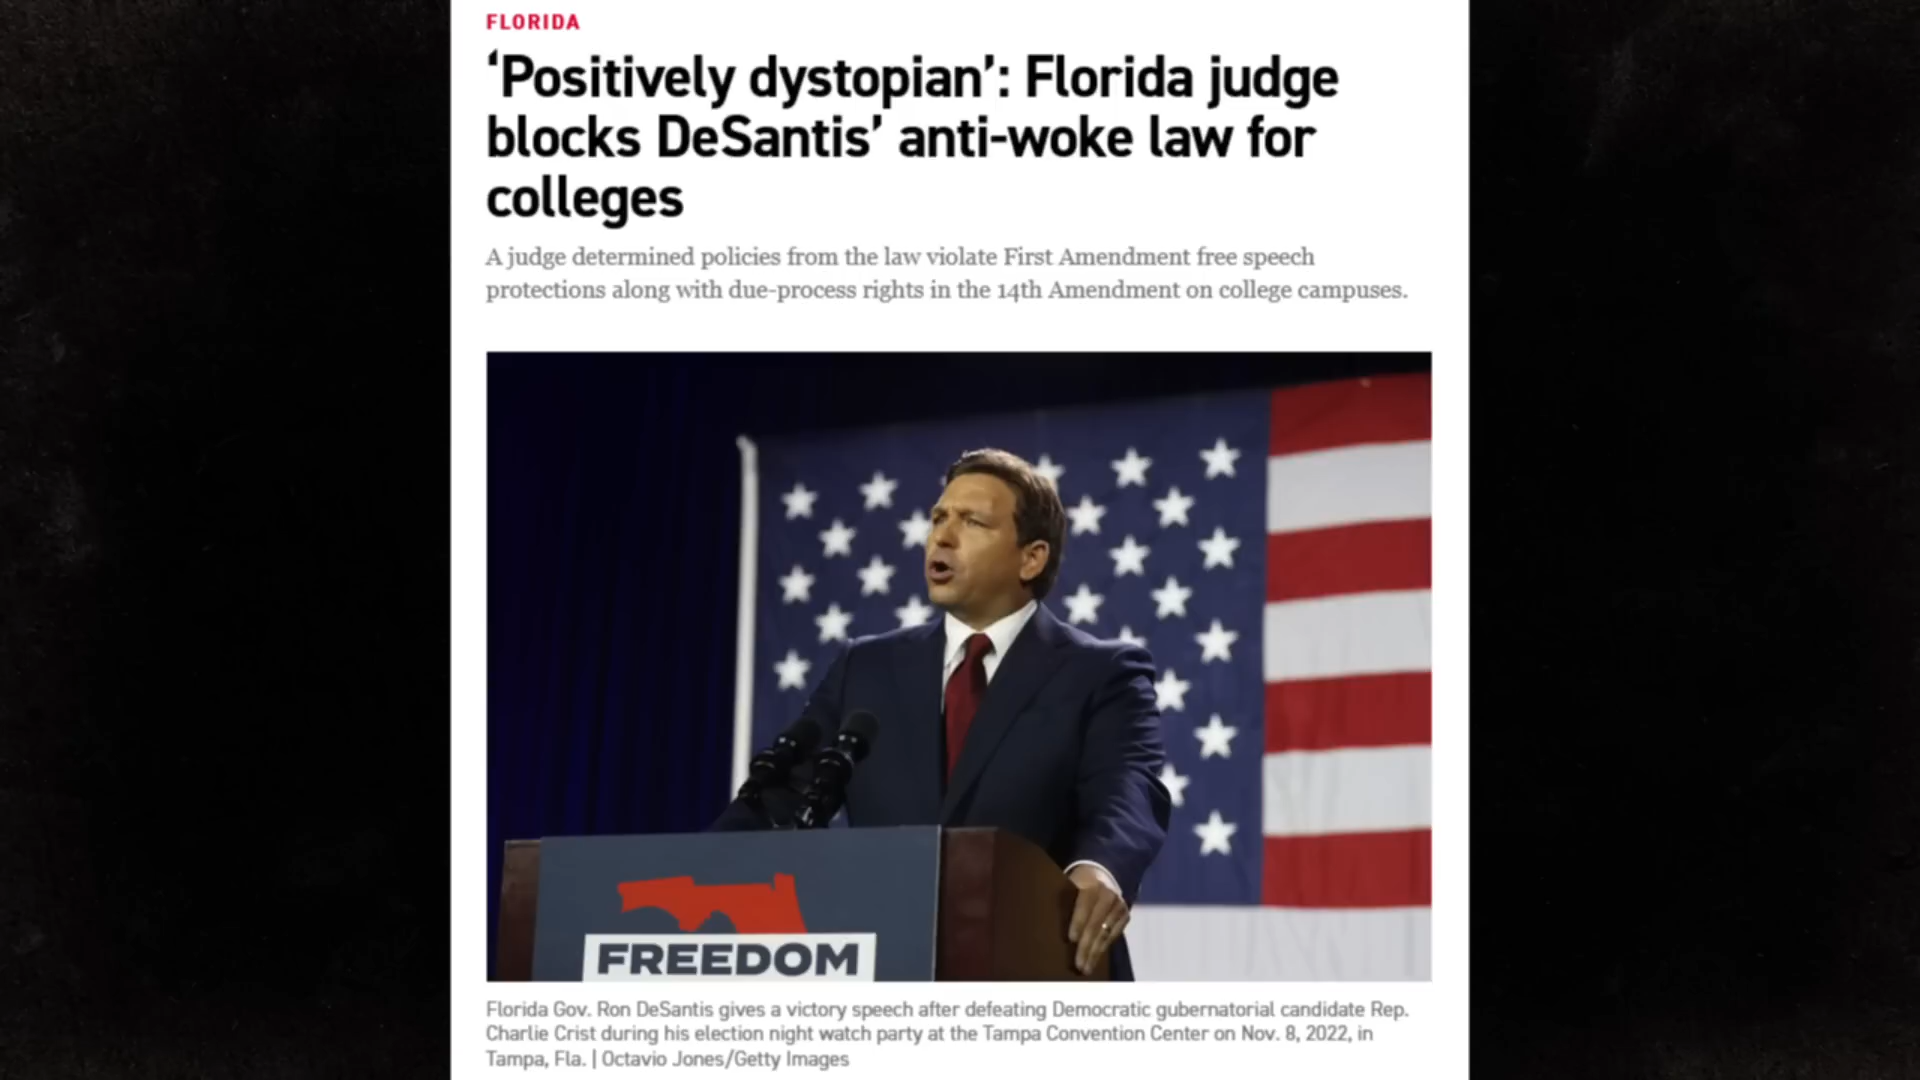 FLORIDA
‘Positively dystopian’: Florida judge
blocks DeSantis’ anti-woke law for
colleges
A judge determined policies from the law violate First Amendment free speech
protections along with due-process rights in the 14th Amendment on college campuses.
FREEDOM
Florida Gov. Ron DeSantis gives a victory speech after defeating Democratic gubernatorial candidate Rep.
Charlie Crist during his election night watch party at the Tampa Convention Center on Nov. 8, 2022, in
Tampa, Fla. | Octavio Jones/Getty Images